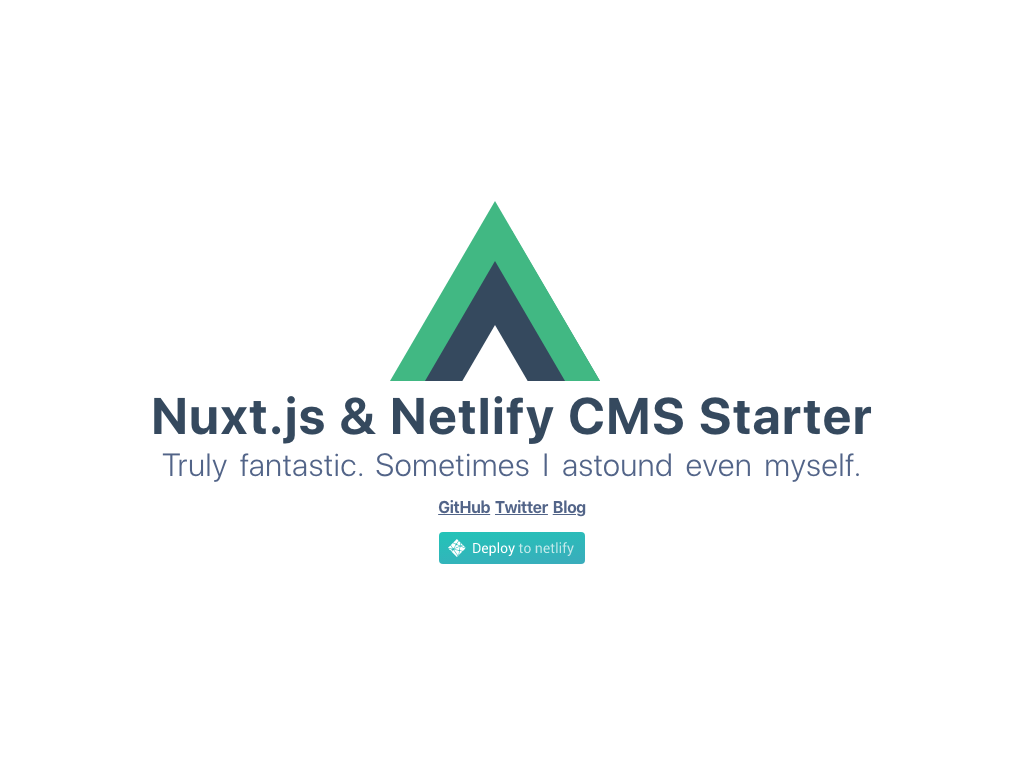 Nuxt.js & Netlify CMS Starter
Truly fantastic. Sometimes I astound even myself.
GitHub Twitter Blog
Deploy to netlify